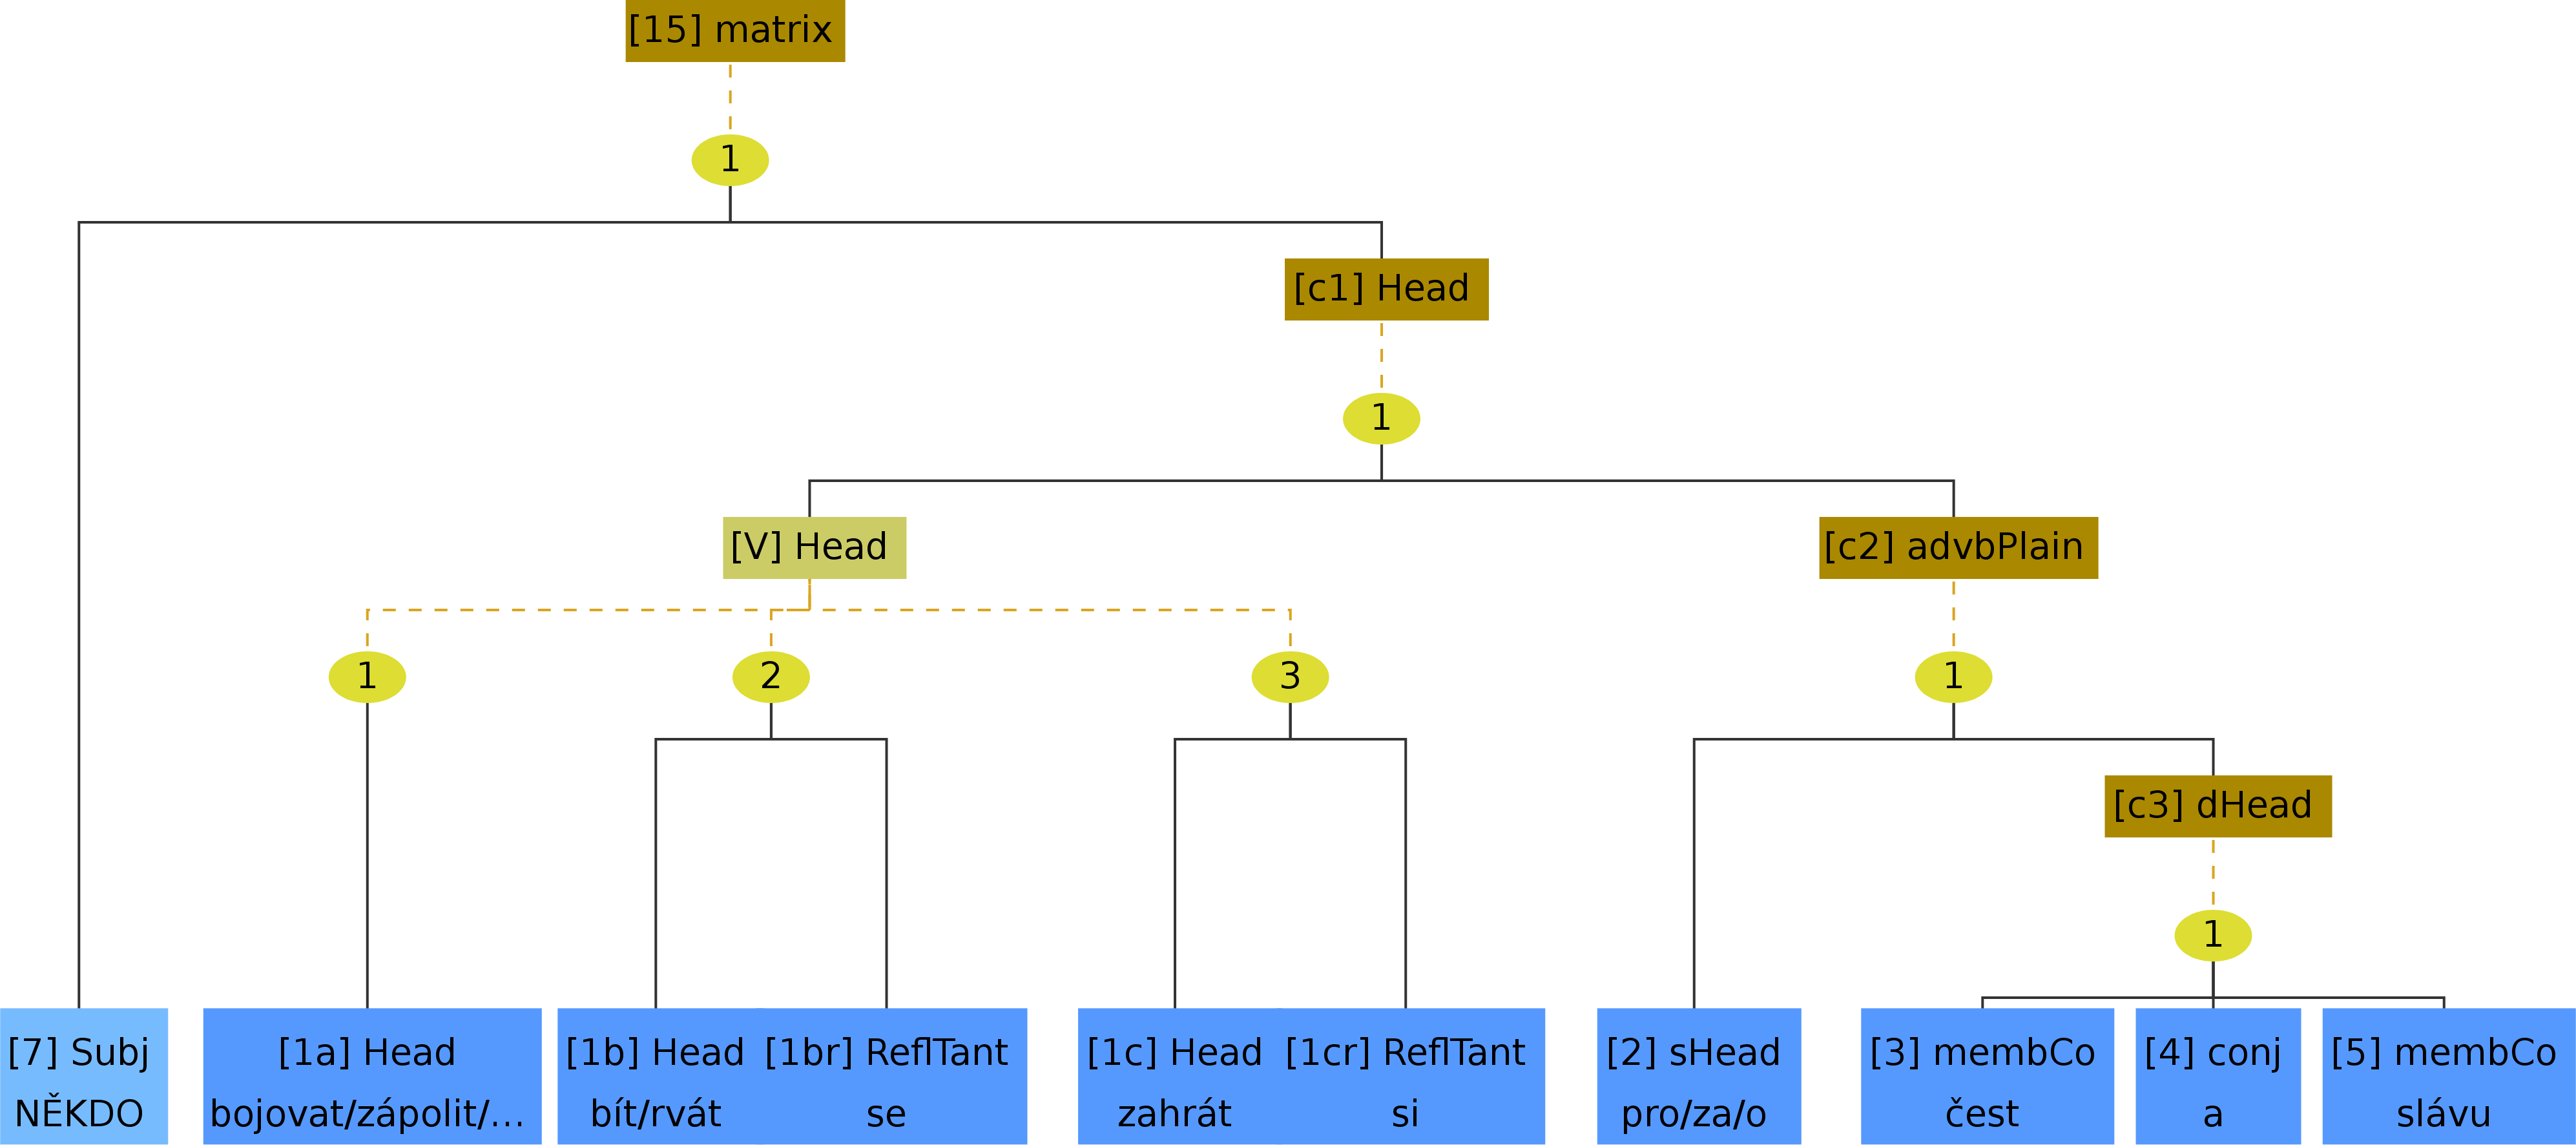 [15] matrix
1
[c1] Head
1
[V] Head
[c2] advbPlain
1
2
3
1
[c3] dHead
1
[7] Subj
NĚKDO
[1a] Head
bojovat/zápolit/...
[1b] Head
bít/rvát
[1br] ReflTant
se
[1c] Head
zahrát
[1cr] ReflTant
si
[2] sHead
pro/za/o
[3] membCo
čest
[4] conj
a
[5] membCo
slávu